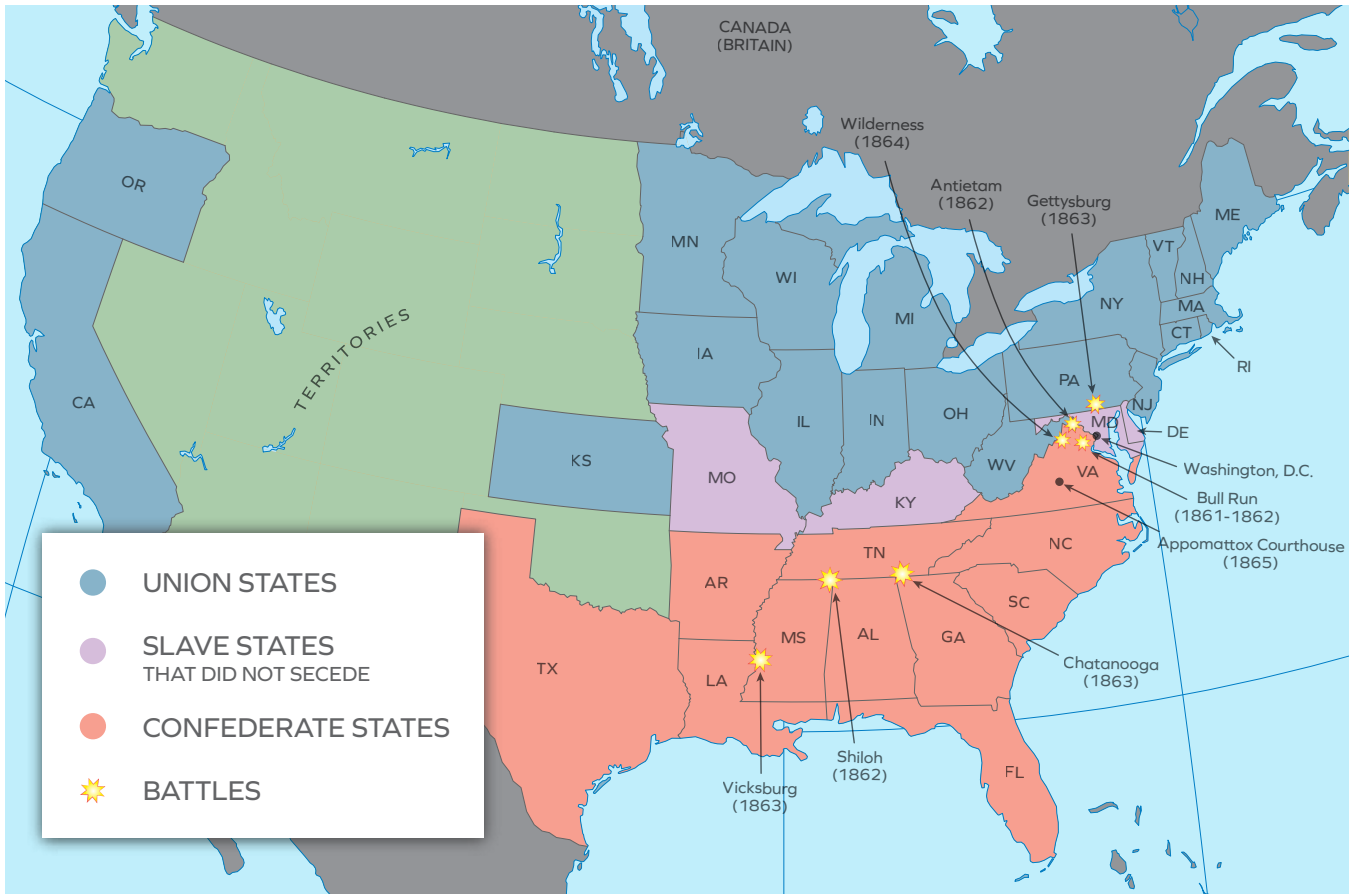 CANADA
(BRITAIN)
Wilderness
(1864)
Antietam
(1862)
Gettysburg
(1863)
OR
MN
WI
MI
ME
VT
NH
NY
MA
CT
RI
TERRITORIES
IA
PA
NJ
CA
IL
IN
OH
MD
DE
KS
MO
WV
VA
Washington, D.C.
KY
Bull Run
(1861-1862)
Appomattox Courthouse
(1865)
TN
NC
AR
SC
MS
AL
GA
TX
LA
Chatanooga
(1863)
Shiloh
(1862)
FL
Vicksburg
(1863)
UNION STATES
SLAVE STATES
THAT DID NOT SECEDE
CONFEDERATE STATES
BATTLES